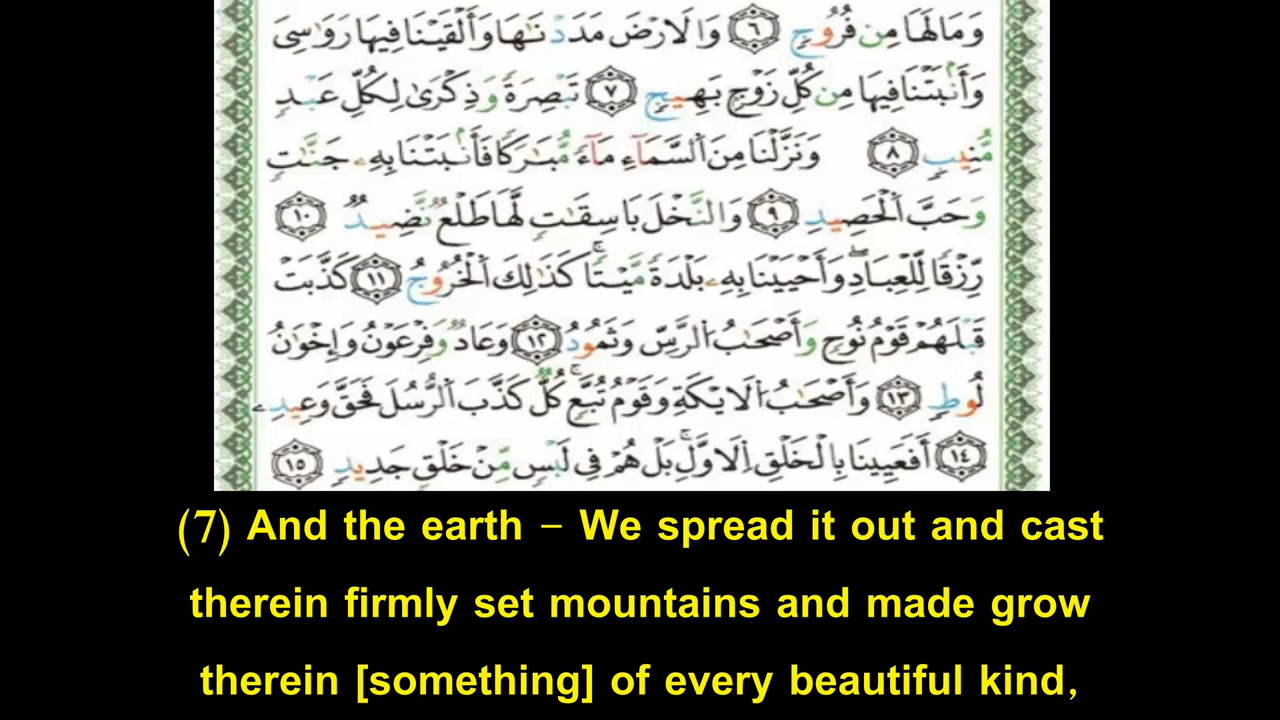 وَمَا لَهَا مِن فُرُوجٍ ٦ وَالْأَرْضَ مَدَدْنَٰهَا وَأَلْقَيْنَا فِيهَا رَوَٰسِىَ
وَأَنۢبَتْنَا فِيهَا مِن كُلِّ زَوْجٍۭ بَهِيجٍ ٧ تَبْصِرَةً وَذِكْرَىٰ لِكُلِّ عَبْدٍ
مُّنِيبٍ ٨ وَنَزَّلْنَا مِنَ ٱلسَّمَآءِ مَآءً مُّبَٰرَكًا فَأَنۢبَتْنَا بِهِۦ جَنَّٰتٍ
وَحَبَّ ٱلْحَصِيدِ ٩ وَالنَّخْلَ بَاسِقَٰتٍ لَّهَا طَلْعٌ نَّضِيدٌ ١٠
رِّزْقًا لِّلْعِبَادِ ۖ وَأَحْيَيْنَا بِهِۦ بَلْدَةً مَّيْتًا ۚ كَذَٰلِكَ ٱلْخُرُوجُ ١١ كَذَّبَتْ
قَبْلَهُمْ قَوْمُ نُوحٍ وَأَصْحَٰبُ ٱلرَّسِّ وَثَمُودُ ١٢ وَعَادٌ وَفِرْعَوْنُ وَإِخْوَٰنُ
لُوطٍ ١٣ وَأَصْحَٰبُ ٱلْأَيْكَةِ وَقَوْمُ تُبَّعٍ ۚ كُلٌّ كَذَّبَ ٱلرُّسُلَ فَحَقَّ وَعِيدِۦ
١٤ أَفَعَيِينَا بِالْخَلْقِ ٱلْأَوَّلِ ۚ بَلْ هُمْ فِى لَبْسٍ مِّنْ خَلْقٍ جَدِيدٍ ١٥
(7) And the earth – We spread it out and cast
therein firmly set mountains and made grow
therein [something] of every beautiful kind,